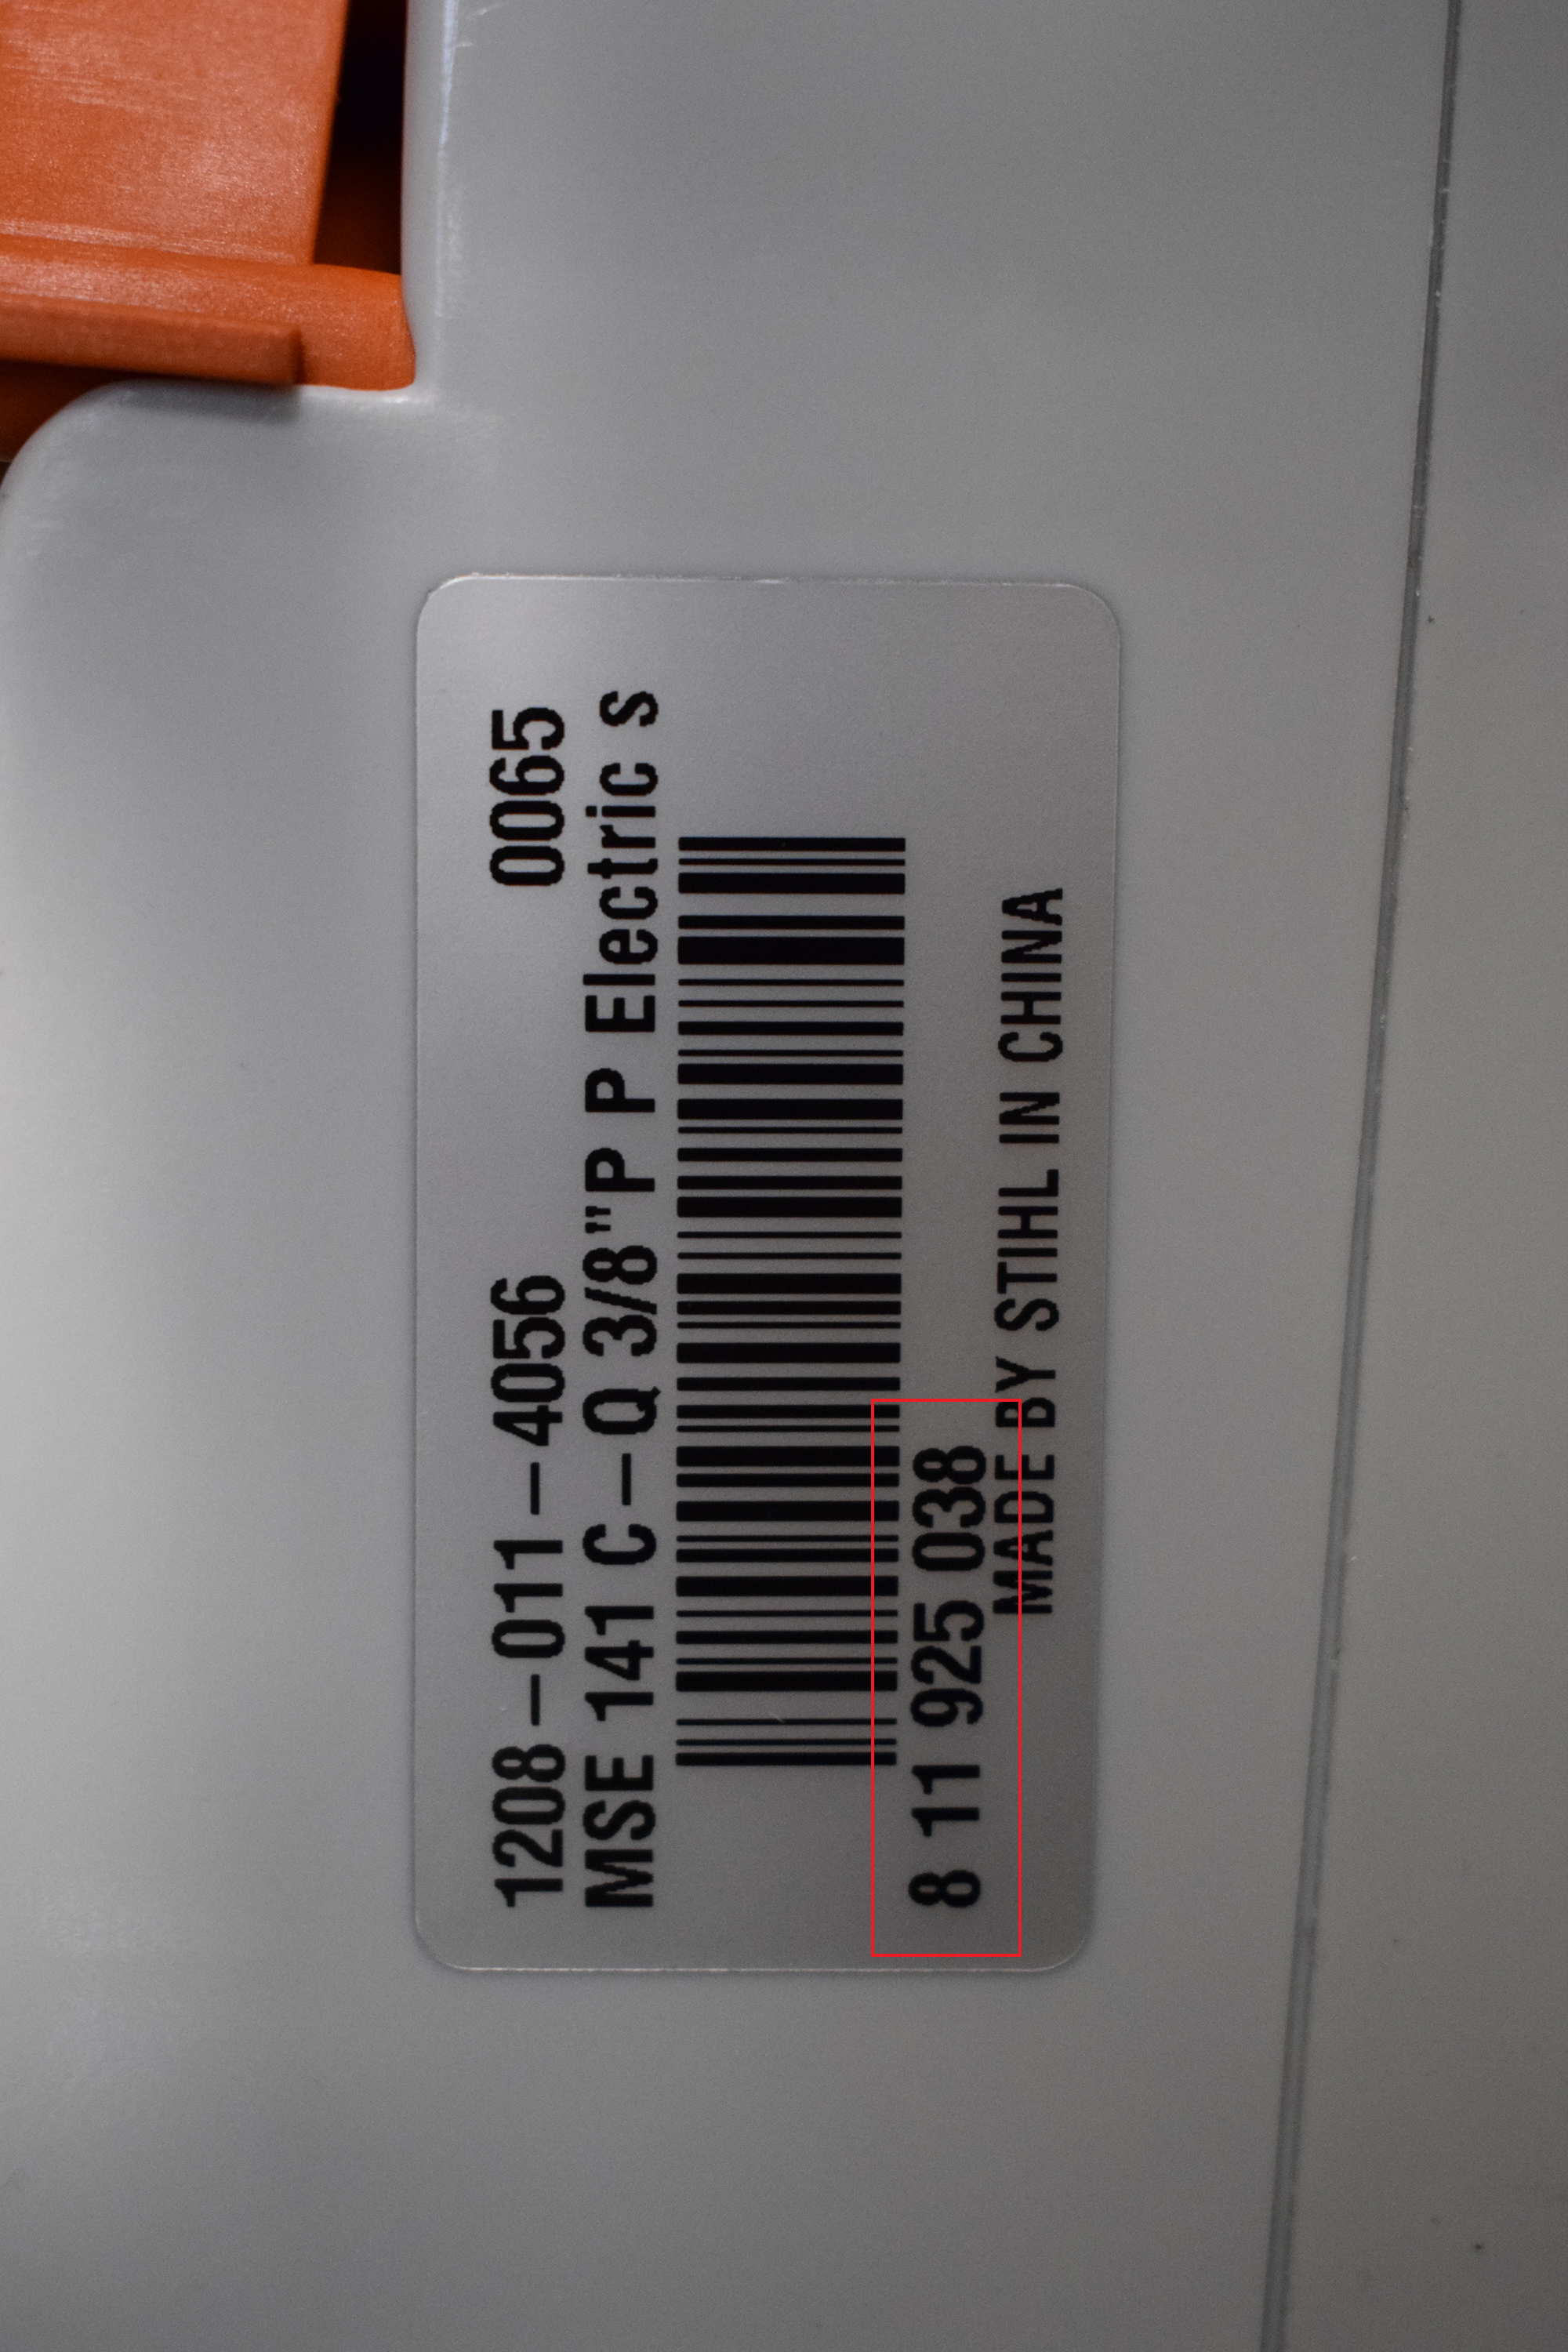 1208-011-4056 0065
MSE 141 C-Q 3/8"P P Electric s
8 11 925 038
MADE BY STIHL IN CHINA